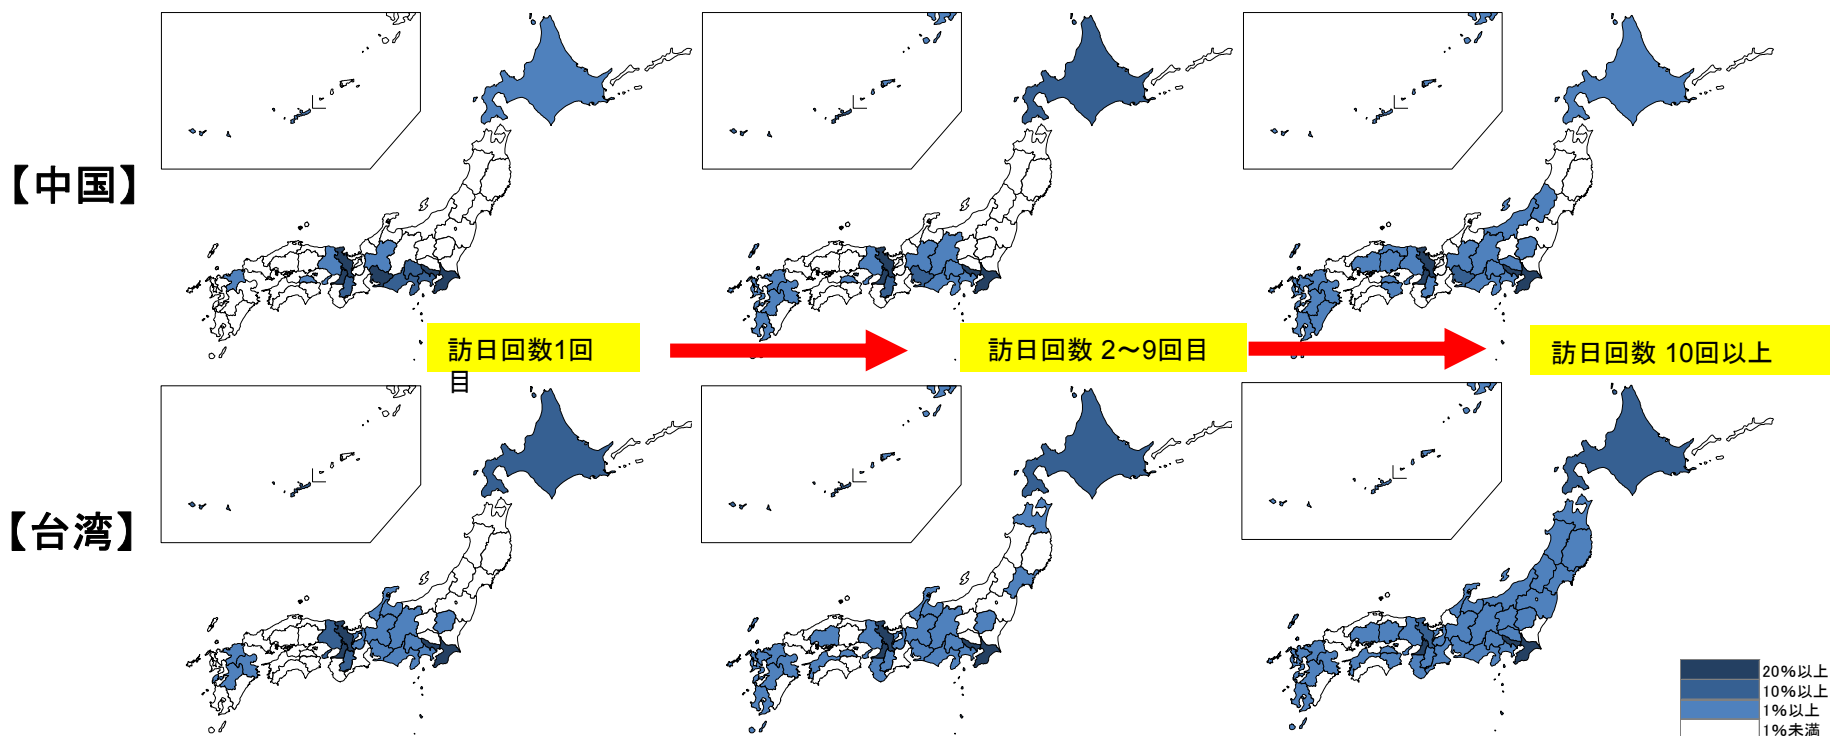 【中国】
訪日回数1回
目
訪日回数 2～9回目
訪日回数 10回以上
【台湾】
20％以上
10％以上
1％以上
1％未満